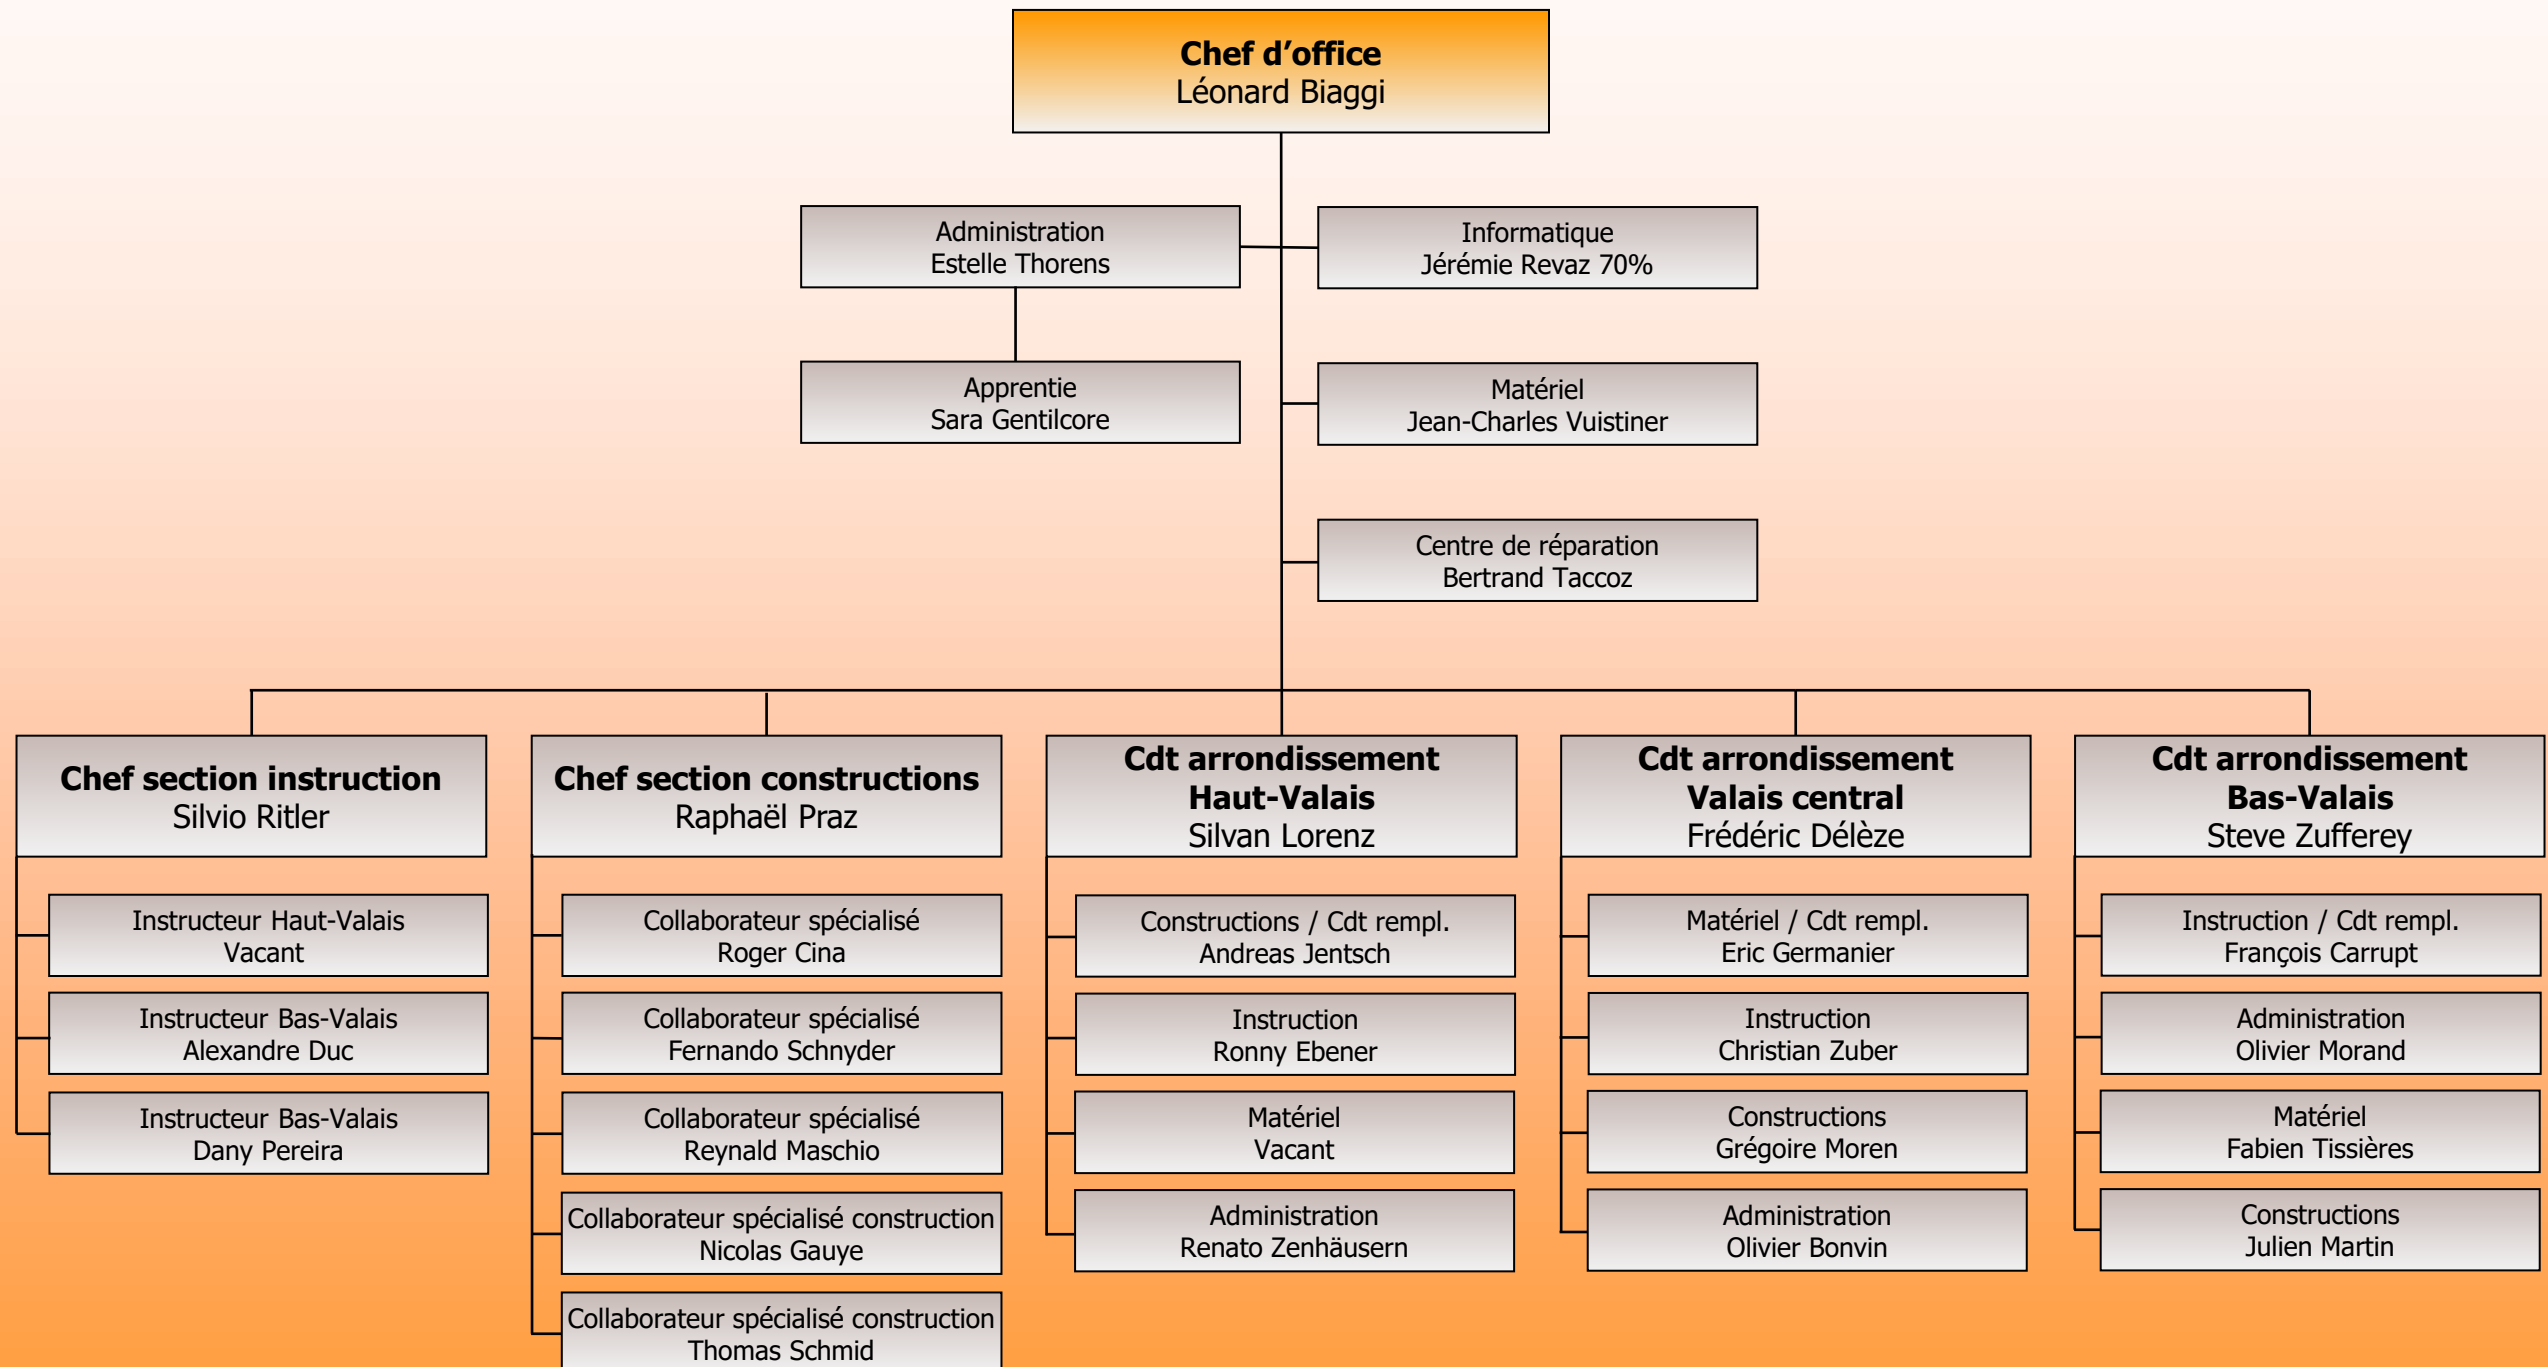 Chef d’office
Léonard Biaggi
Administration
Estelle Thorens
Informatique
Jérémie Revaz 70%
Apprentie
Sara Gentilcore
Matériel
Jean-Charles Vuistiner
Centre de réparation
Bertrand Taccoz
Chef section instruction
Silvio Ritler
Instructeur Haut-Valais
Vacant
Instructeur Bas-Valais
Alexandre Duc
Instructeur Bas-Valais
Dany Pereira
Chef section constructions
Raphaël Praz
Collaborateur spécialisé
Roger Cina
Collaborateur spécialisé
Fernando Schnyder
Collaborateur spécialisé
Reynald Maschio
Collaborateur spécialisé construction
Nicolas Gauye
Collaborateur spécialisé construction
Thomas Schmid
Cdt arrondissement
Haut-Valais
Silvan Lorenz
Constructions / Cdt rempl.
Andreas Jentsch
Instruction
Ronny Ebener
Matériel
Vacant
Administration
Renato Zenhäusern
Cdt arrondissement
Valais central
Frédéric Délèze
Matériel / Cdt rempl.
Eric Germanier
Instruction
Christian Zuber
Constructions
Grégoire Moren
Administration
Olivier Bonvin
Cdt arrondissement
Bas-Valais
Steve Zufferey
Instruction / Cdt rempl.
François Carrupt
Administration
Olivier Morand
Matériel
Fabien Tissières
Constructions
Julien Martin